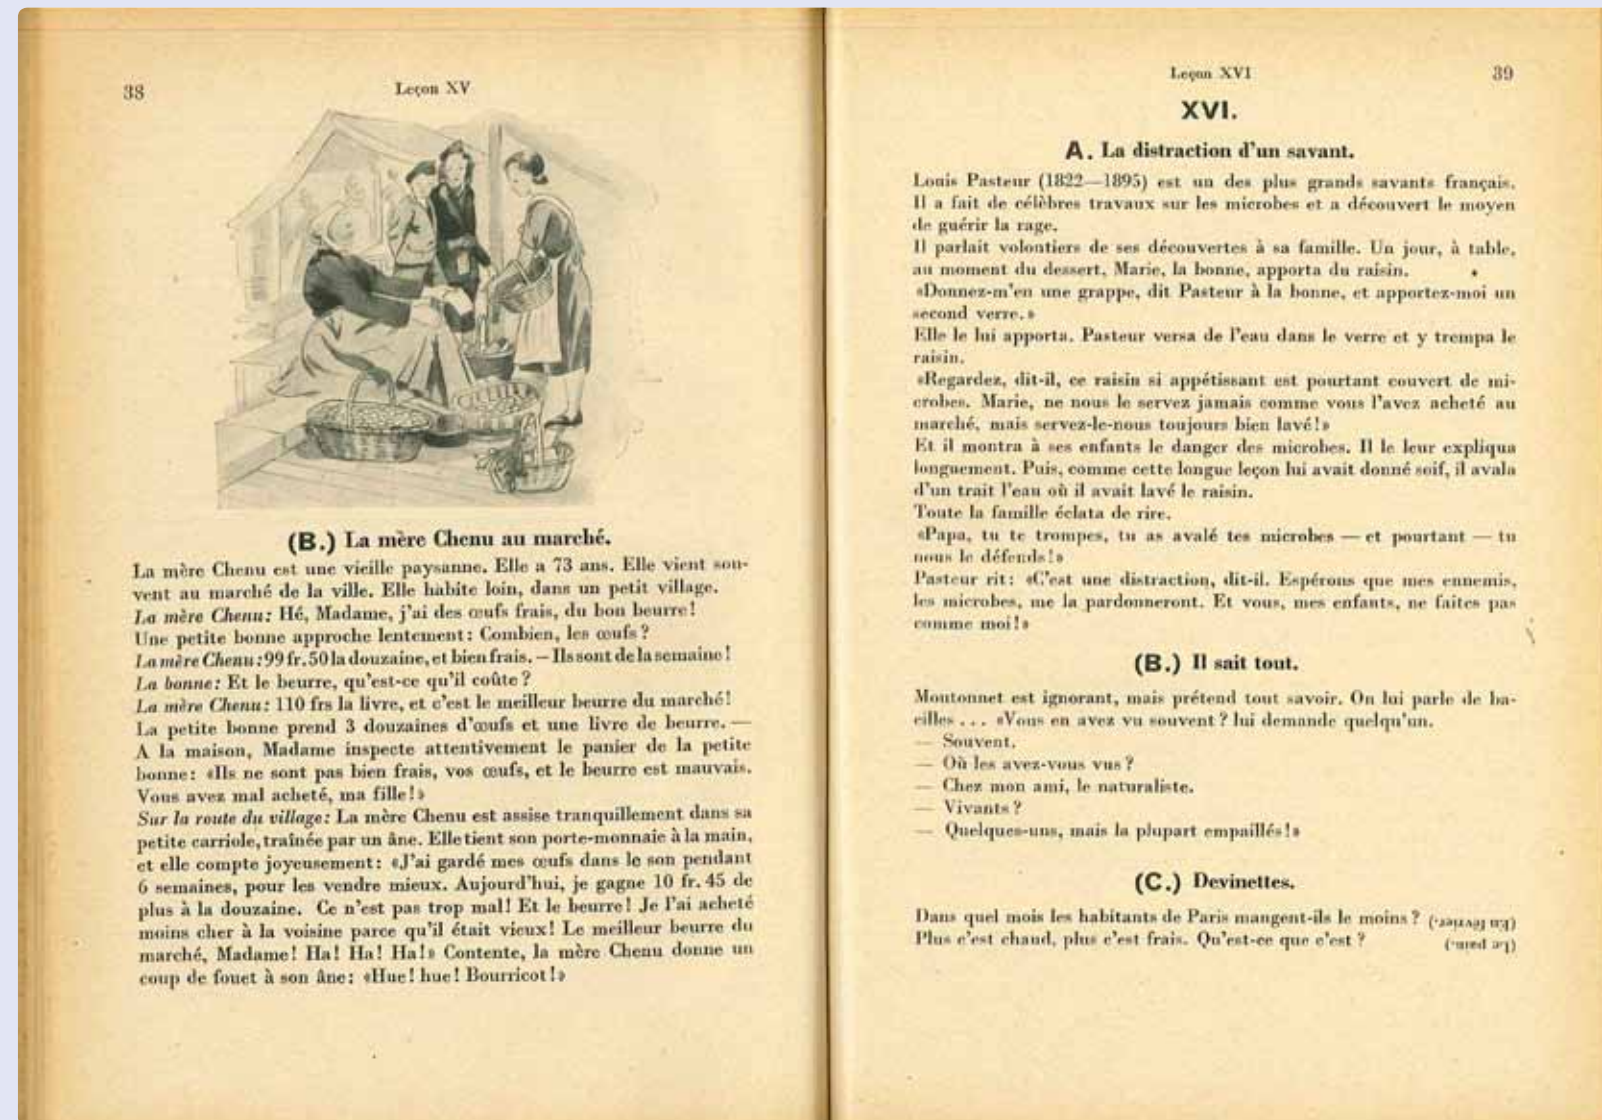 38
Leçon XV
(B.) La mère Chenu au marché.
La mère Chenu est une vieille paysanne. Elle a 73 ans. Elle vient sou-
vent au marché de la ville. Elle habite loin, dans un petit village.
La mère Chenu: Hé, Madame, j'ai des œufs frais, du bon beurre!
Une petite bonne approche lentement: Combien, les œufs?
La mère Chenu: 99 fr. 50 la douzaine, et bien frais. — Ils sont de la semaine!
La bonne: Et le beurre, qu'est-ce qu'il coûte?
La mère Chenu: 110 frs la livre, et c'est le meilleur beurre du marché!
La petite bonne prend 3 douzaines d'œufs et une livre de beurre. —
A la maison, Madame inspecte attentivement le panier de la petite
bonne: «Ils ne sont pas bien frais, vos œufs, et le beurre est mauvais.
Vous avez mal acheté, ma fille!»
Sur la route du village: La mère Chenu est assise tranquillement dans sa
petite carriole, traînée par un âne. Elle tient son porte-monnaie à la main,
et elle compte joyeusement: «J'ai gardé mes œufs dans le son pendant
6 semaines, pour les vendre mieux. Aujourd'hui, je gagne 10 fr. 45 de
plus à la douzaine. Ce n'est pas trop mal! Et le beurre! Je l'ai acheté
moins cher à la voisine parce qu'il était vieux! Le meilleur beurre du
marché, Madame! Ha! Ha! Ha!» Contente, la mère Chenu donne un
coup de fouet à son âne: «Hue! hue! Bourricot!»
Leçon XVI
39
XVI.
A. La distraction d'un savant.
Louis Pasteur (1822—1895) est un des plus grands savants français.
Il a fait de célèbres travaux sur les microbes et a découvert le moyen
de guérir la rage.
Il parlait volontiers de ses découvertes à sa famille. Un jour, à table,
au moment du dessert, Marie, la bonne, apporta du raisin.
«Donnez-m'en une grappe, dit Pasteur à la bonne, et apportez-moi un
second verre.»
Elle le lui apporta. Pasteur versa de l'eau dans le verre et y trempa le
raisin.
«Regardez, dit-il, ce raisin si appétissant est pourtant couvert de mi-
crobes. Marie, ne nous le servez jamais comme vous l'avez acheté au
marché, mais servez-le-nous toujours bien lavé!»
Et il montra à ses enfants le danger des microbes. Il le leur expliqua
longuement. Puis, comme cette longue leçon lui avait donné soif, il avala
d'un trait l'eau où il avait lavé le raisin.
Toute la famille éclata de rire.
«Papa, tu te trompes, tu as avalé tes microbes — et pourtant — tu
nous le défends!»
Pasteur rit: «C'est une distraction, dit-il. Espérons que mes ennemis,
les microbes, me la pardonneront. Et vous, mes enfants, ne faites pas
comme moi!»
(B.) Il sait tout.
Moutonnet est ignorant, mais prétend tout savoir. On lui parle de ba-
cilles . . . «Vous en avez vu souvent? lui demande quelqu'un.
— Souvent.
— Où les avez-vous vus?
— Chez mon ami, le naturaliste.
— Vivants?
— Quelques-uns, mais la plupart empaillés!»
(C.) Devinettes.
Dans quel mois les habitants de Paris mangent-ils le moins? (En février.)
Plus c'est chaud, plus c'est frais. Qu'est-ce que c'est? (Le pain.)